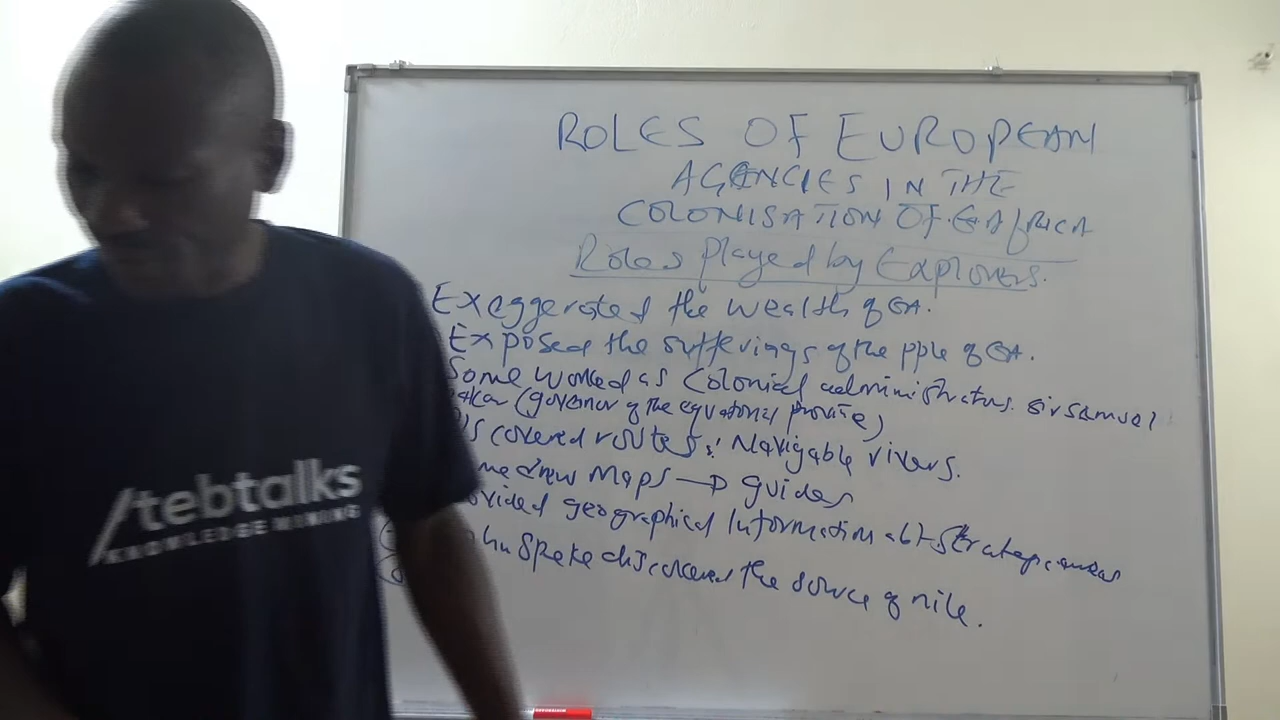 ROLES OF EUROPEAN
AGENCIES IN THE
COLONISATION OF E AFRICA
Roles played by Explorers.
Exaggerated the wealth of EA.
Exposed the sufferings of the pple of EA.
Some worked as colonial administrators. Sir Samuel
(governor of the equatorial province)
routes: Navigable rivers.
drew maps → guides
geographical Information abt strategic areas
Speke discovered the source of nile.
/tebtalks
KNOWLEDGE MINING